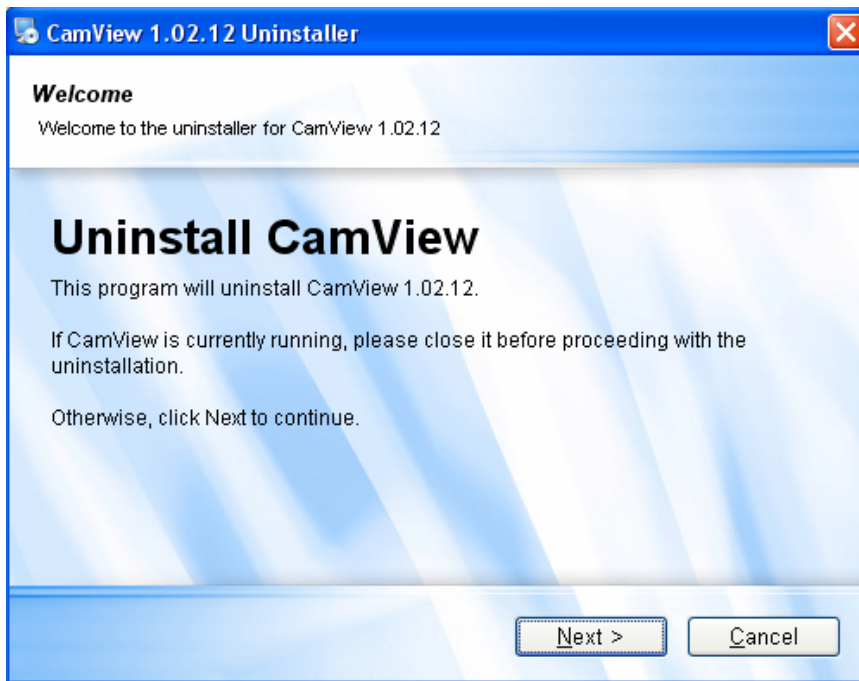 CamView 1.02.12 Uninstaller
Welcome
Welcome to the uninstaller for CamView 1.02.12
Uninstall CamView
This program will uninstall CamView 1.02.12.
If CamView is currently running, please close it before proceeding with the
uninstallation.
Otherwise, click Next to continue.
Next >
Cancel